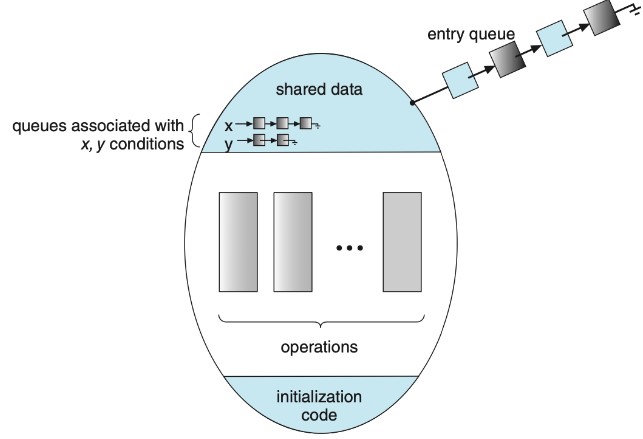 entry queue
shared data
queues associated with
x, y conditions
x
y
operations
initialization
code